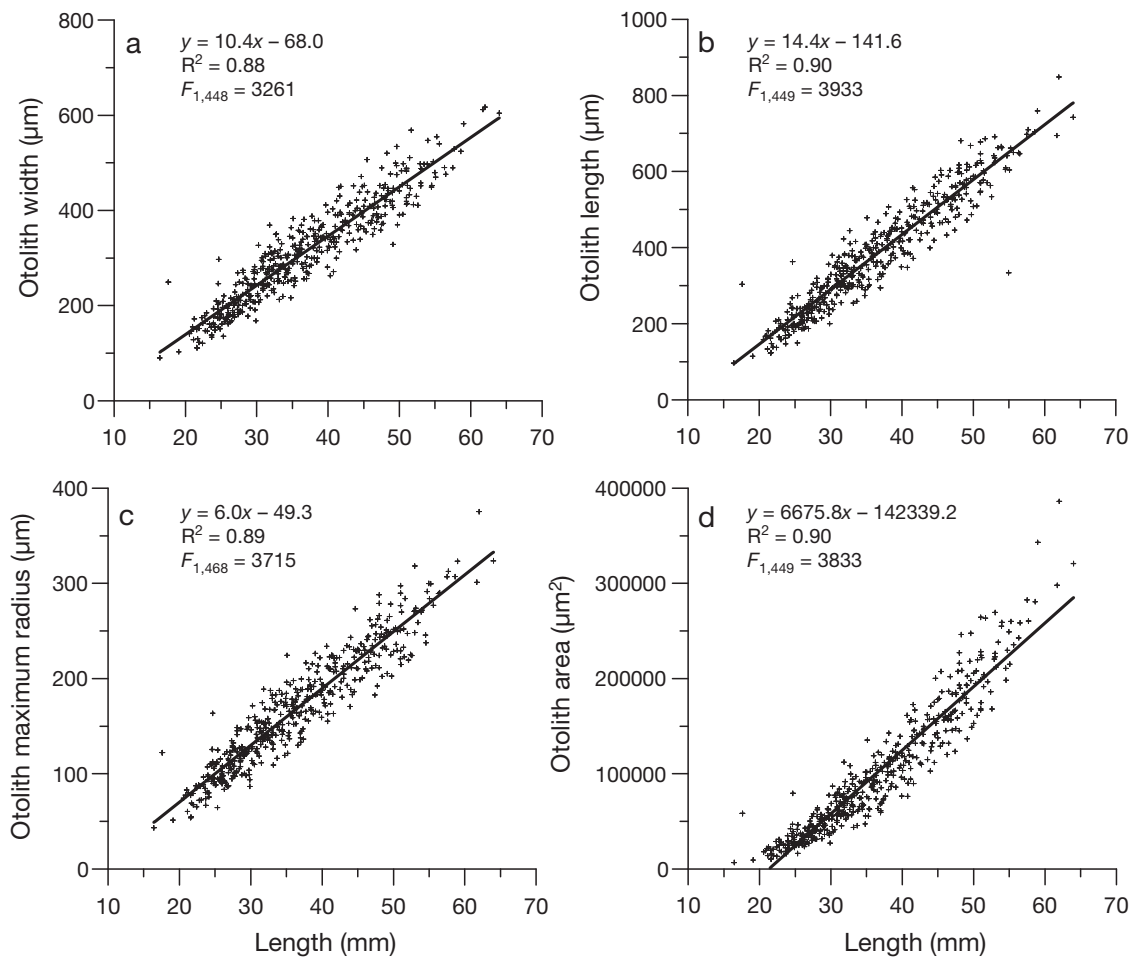 a
y = 10.4x – 68.0
R² = 0.88
F₁,₄₄₈ = 3261
Otolith width (µm)
800
600
400
200
0
10 20 30 40 50 60 70
b
y = 14.4x – 141.6
R² = 0.90
F₁,₄₄₉ = 3933
Otolith length (µm)
1000
800
600
400
200
0
10 20 30 40 50 60 70
c
y = 6.0x – 49.3
R² = 0.89
F₁,₄₆₈ = 3715
Otolith maximum radius (µm)
400
300
200
100
0
10 20 30 40 50 60 70
Length (mm)
d
y = 6675.8x – 142339.2
R² = 0.90
F₁,₄₄₉ = 3833
Otolith area (µm²)
400000
300000
200000
100000
0
10 20 30 40 50 60 70
Length (mm)